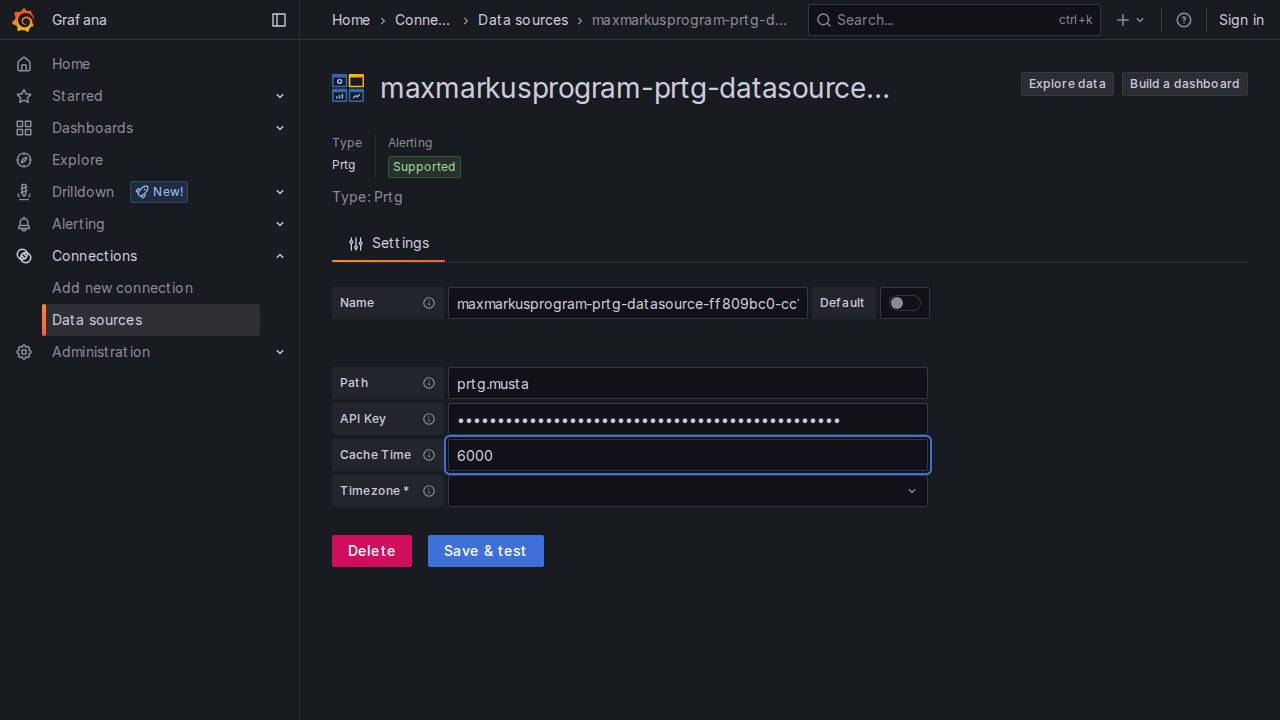 Grafana
Home
Starred
Dashboards
Explore
Drilldown New!
Alerting
Connections
Add new connection
Data sources
Administration
Home › Conne... › Data sources › maxmarkusprogram-prtg-d...
Search...
ctrl+k
Sign in
maxmarkusprogram-prtg-datasource...
Explore data
Build a dashboard
Type
Prtg
Alerting
Supported
Type: Prtg
Settings
Name
maxmarkusprogram-prtg-datasource-ff809bc0-cc
Default
Path
prtg.musta
API Key
••••••••••••••••••••••••••••••••••••••••••••••••
Cache Time
6000
Timezone *
Delete
Save & test